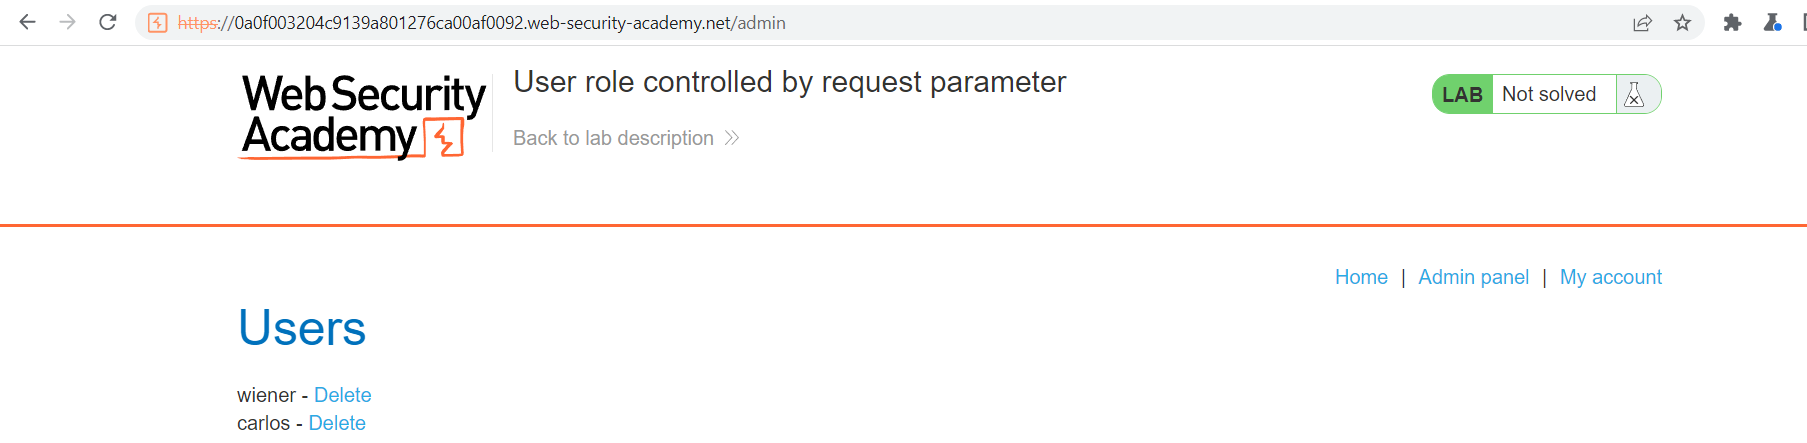 https://0a0f003204c9139a801276ca00af0092.web-security-academy.net/admin
Web Security
Academy
User role controlled by request parameter
Back to lab description
LAB Not solved
Home | Admin panel | My account
Users
wiener - Delete
carlos - Delete